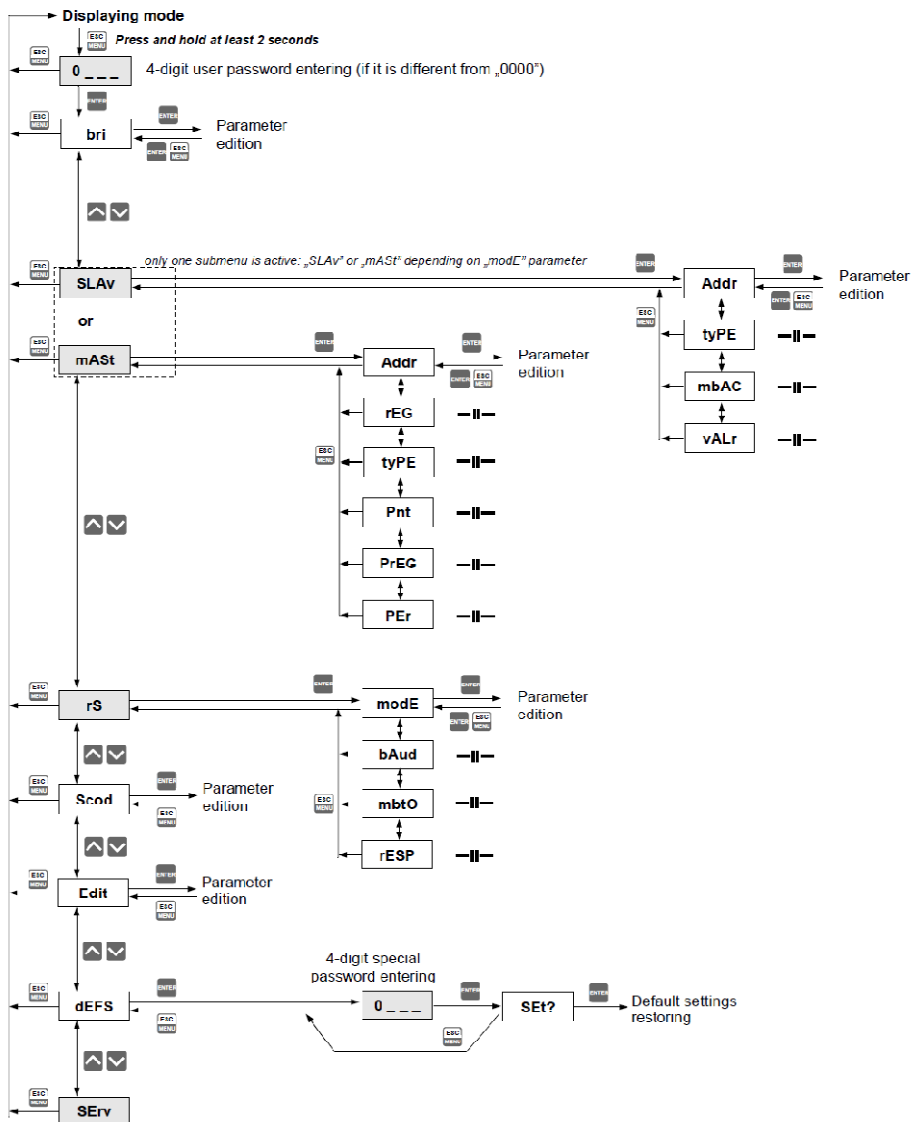 Displaying mode
ESC
MENU
Press and hold at least 2 seconds
ESC
MENU
0 _ _ _
4-digit user password entering (if it is different from „0000”)
ENTER
ESC
MENU
bri
ENTER
ENTER
ESC
MENU
Parameter
edition
only one submenu is active: „SLAv” or „mASt” depending on „modE” parameter
ESC
MENU
SLAv
ENTER
Addr
ENTER
ENTER
ESC
MENU
Parameter
edition
or
ESC
MENU
tyPE
mbAC
vALr
ESC
MENU
mASt
ENTER
Addr
ENTER
ENTER
ESC
MENU
Parameter
edition
rEG
ESC
MENU
tyPE
Pnt
PrEG
PEr
ESC
MENU
rS
ENTER
modE
ENTER
ENTER
ESC
MENU
Parameter
edition
bAud
ESC
MENU
mbtO
rESP
ESC
MENU
Scod
ENTER
ESC
MENU
Parameter
edition
ESC
MENU
Edit
ENTER
ESC
MENU
Parameter
edition
ESC
MENU
dEFS
ENTER
ESC
MENU
4-digit special
password entering
0 _ _ _
ENTER
ESC
MENU
SEt?
ENTER
Default settings
restoring
ESC
MENU
SErv